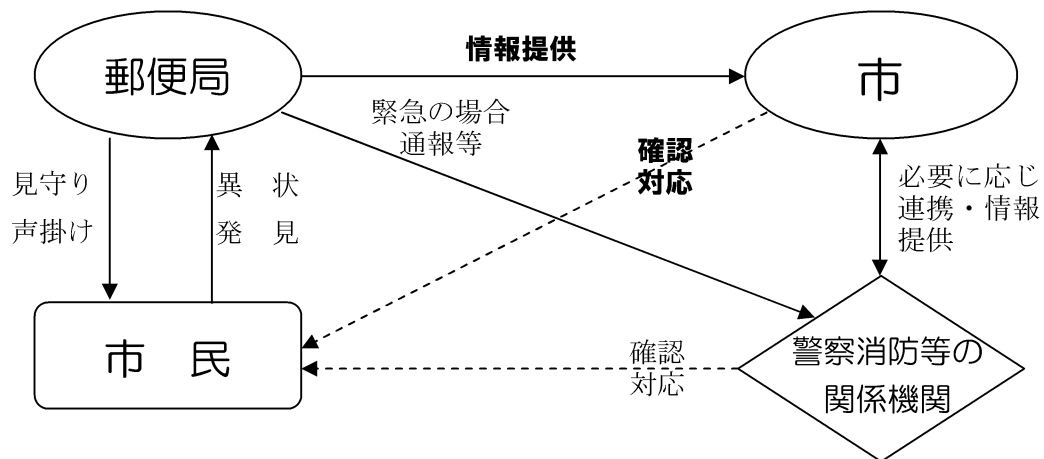 情報提供
郵便局
市
緊急の場合
通報等
確認
対応
見守り
声掛け
異　状
発　見
必要に応じ
連携・情報
提供
市　民
確認
対応
警察消防等の
関係機関